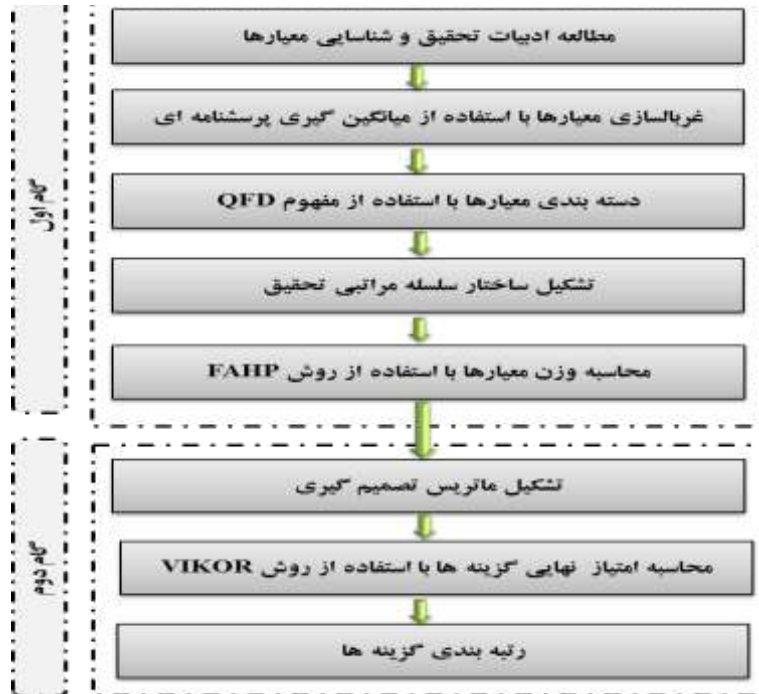 گام اول
مطالعه ادبیات تحقیق و شناسایی معیارها
غربالسازی معیارها با استفاده از میانگین گیری پرسشنامه ای
دسته بندی معیارها با استفاده از مفهوم QFD
تشکیل ساختار سلسله مراتبی تحقیق
محاسبه وزن معیارها با استفاده از روش FAHP
گام دوم
تشکیل ماتریس تصمیم گیری
محاسبه امتیاز نهایی گزینه ها با استفاده از روش VIKOR
رتبه بندی گزینه ها